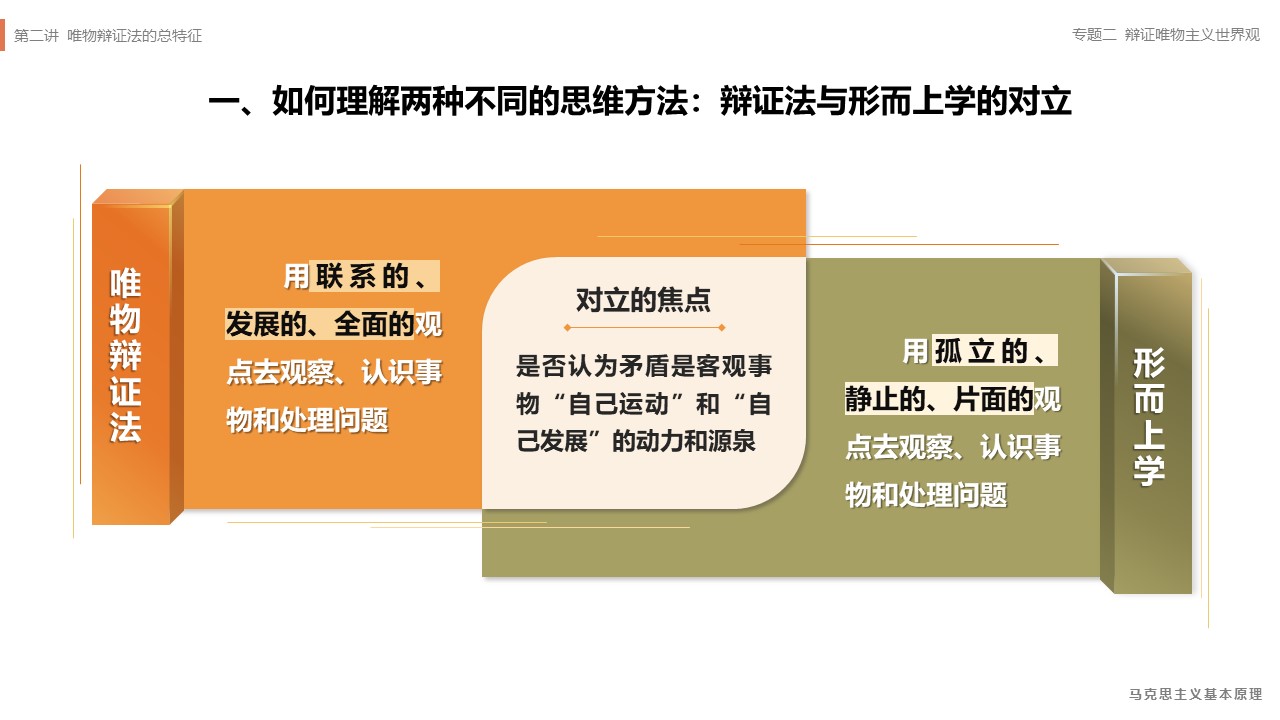 第二讲 唯物辩证法的总特征
专题二 辩证唯物主义世界观
一、如何理解两种不同的思维方法：辩证法与形而上学的对立
唯物辩证法
用联系的、
发展的、全面的观
点去观察、认识事
物和处理问题
对立的焦点
是否认为矛盾是客观事
物“自己运动”和“自
己发展”的动力和源泉
用孤立的、
静止的、片面的观
点去观察、认识事
物和处理问题
形而上学
马克思主义基本原理